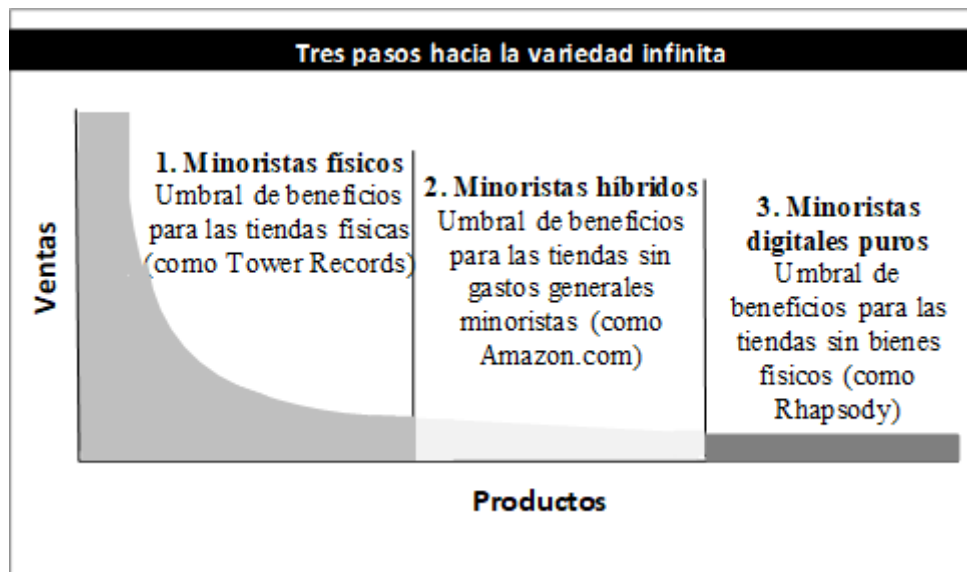 Tres pasos hacia la variedad infinita
Ventas
1. Minoristas físicos
Umbral de beneficios
para las tiendas físicas
(como Tower Records)
2. Minoristas híbridos
Umbral de beneficios
para las tiendas sin
gastos generales
minoristas (como
Amazon.com)
3. Minoristas
digitales puros
Umbral de
beneficios para las
tiendas sin bienes
físicos (como
Rhapsody)
Productos